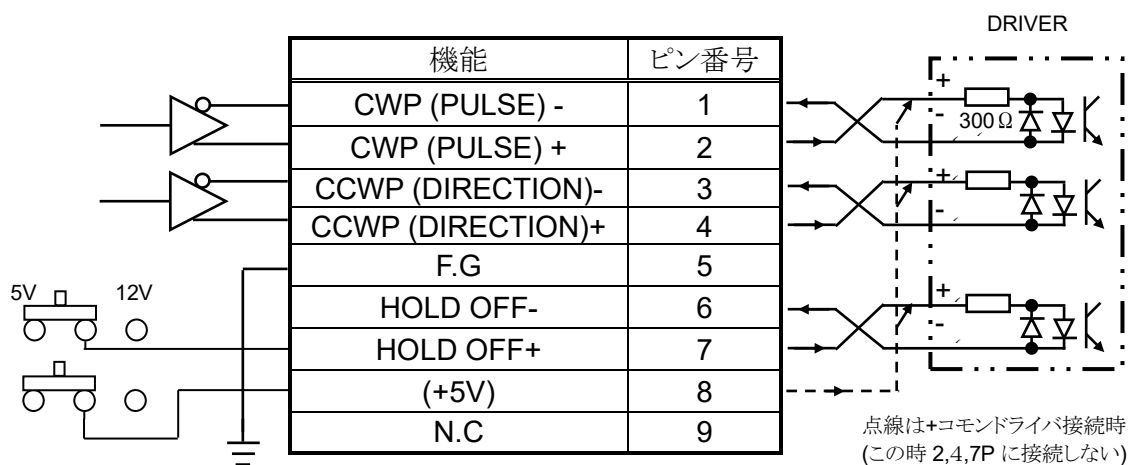 DRIVER
機能 ピン番号
CWP (PULSE) - 1
CWP (PULSE) + 2
CCWP (DIRECTION)- 3
CCWP (DIRECTION)+ 4
F.G 5
HOLD OFF- 6
HOLD OFF+ 7
(+5V) 8
N.C 9
5V 12V
+
-
300Ω
+
-
+
-
点線は+コモンドライバ接続時
(この時 2,4,7P に接続しない)